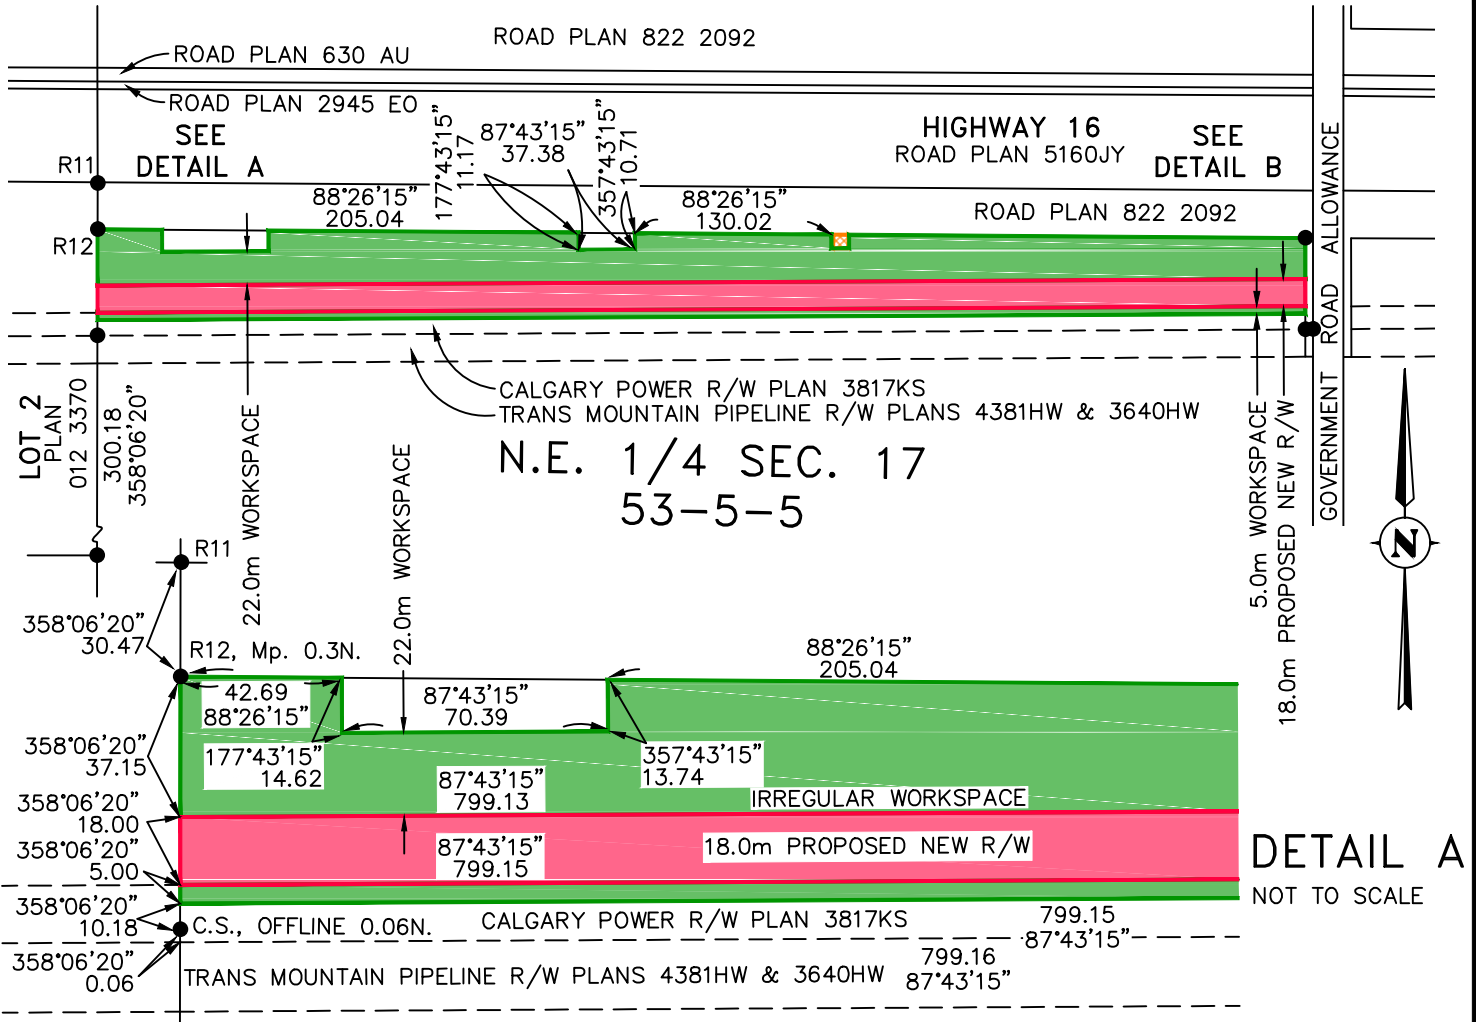 ROAD PLAN 822 2092
ROAD PLAN 630 AU
ROAD PLAN 2945 EO
SEE
DETAIL A
177°43'15"
11.17
87°43'15"
37.38
357°43'15"
10.71
HIGHWAY 16
ROAD PLAN 5160JY
SEE
DETAIL B
R11
88°26'15"
205.04
88°26'15"
130.02
ROAD PLAN 822 2092
R12
GOVERNMENT ROAD ALLOWANCE
CALGARY POWER R/W PLAN 3817KS
TRANS MOUNTAIN PIPELINE R/W PLANS 4381HW & 3640HW
LOT 2
PLAN
012 3370
300.18
358°06'20"
22.0m WORKSPACE
22.0m WORKSPACE
N.E. 1/4 SEC. 17
53-5-5
5.0m WORKSPACE
18.0m PROPOSED NEW R/W
N
R11
358°06'20"
30.47
R12, Mp. 0.3N.
88°26'15"
205.04
42.69
88°26'15"
87°43'15"
70.39
358°06'20"
37.15
177°43'15"
14.62
357°43'15"
13.74
87°43'15"
799.13
IRREGULAR WORKSPACE
358°06'20"
18.00
87°43'15"
799.15
18.0m PROPOSED NEW R/W
DETAIL A
NOT TO SCALE
358°06'20"
5.00
358°06'20"
10.18
C.S., OFFLINE 0.06N.
CALGARY POWER R/W PLAN 3817KS
799.15
87°43'15"
358°06'20"
0.06
TRANS MOUNTAIN PIPELINE R/W PLANS 4381HW & 3640HW
799.16
87°43'15"